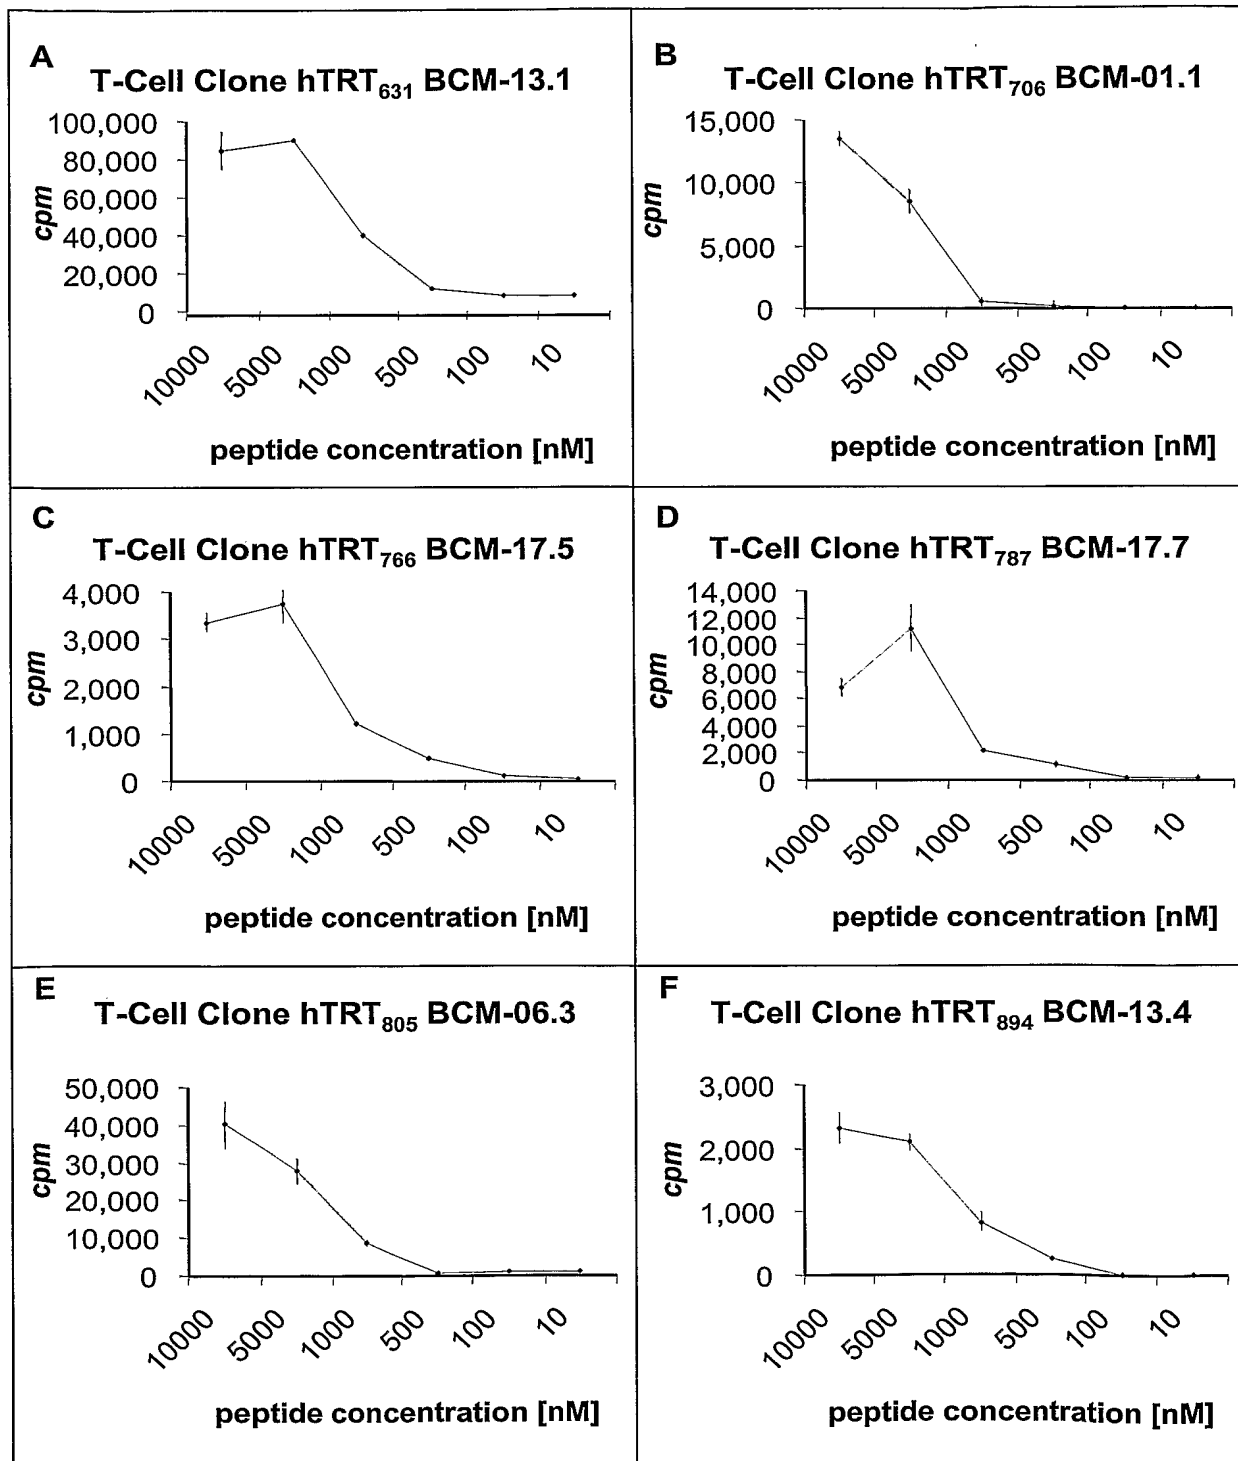 A
T-Cell Clone hTRT631 BCM-13.1
100,000
80,000
60,000
40,000
20,000
0
cpm
10000 5000 1000 500 100 10
peptide concentration [nM]
B
T-Cell Clone hTRT706 BCM-01.1
15,000
10,000
5,000
0
cpm
10000 5000 1000 500 100 10
peptide concentration [nM]
C
T-Cell Clone hTRT766 BCM-17.5
4,000
3,000
2,000
1,000
0
cpm
10000 5000 1000 500 100 10
peptide concentration [nM]
D
T-Cell Clone hTRT787 BCM-17.7
14,000
12,000
10,000
8,000
6,000
4,000
2,000
0
cpm
10000 5000 1000 500 100 10
peptide concentration [nM]
E
T-Cell Clone hTRT805 BCM-06.3
50,000
40,000
30,000
20,000
10,000
0
cpm
10000 5000 1000 500 100 10
peptide concentration [nM]
F
T-Cell Clone hTRT894 BCM-13.4
3,000
2,000
1,000
0
cpm
10000 5000 1000 500 100 10
peptide concentration [nM]